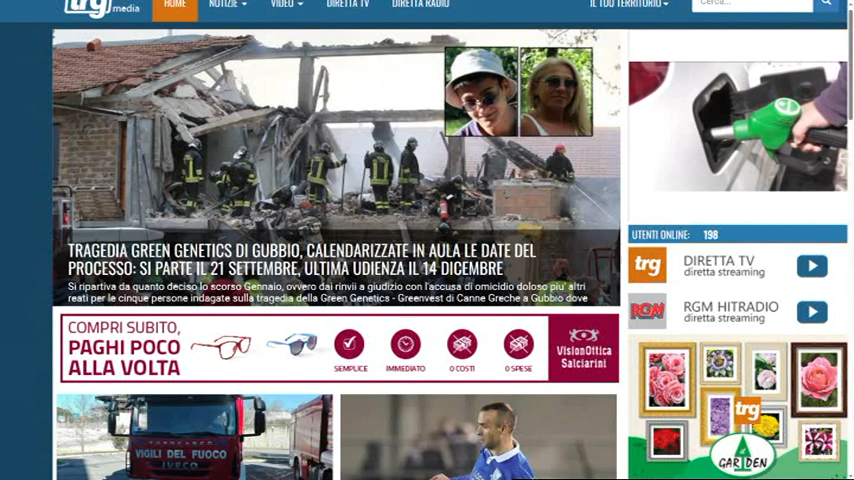 trg media
HOME
NOTIZIE
VIDEO
DIRETTA TV
DIRETTA RADIO
IL TUO TERRITORIO
Cerca...
TRAGEDIA GREEN GENETICS DI GUBBIO, CALENDARIZZATE IN AULA LE DATE DEL
PROCESSO: SI PARTE IL 21 SETTEMBRE, ULTIMA UDIENZA IL 14 DICEMBRE
Si ripartiva da quanto deciso lo scorso Gennaio, ovvero dai rinvii a giudizio con l'accusa di omicidio doloso piu' altri
reati per le cinque persone indagate sulla tragedia della Green Genetics - Greenvest di Canne Greche a Gubbio dove
UTENTI ONLINE: 198
trg
DIRETTA TV
diretta streaming
RGM
RGM HITRADIO
diretta streaming
COMPRI SUBITO,
PAGHI POCO
ALLA VOLTA
SEMPLICE
IMMEDIATO
0 COSTI
0 SPESE
VisionOttica
Salciarini
VIGILI DEL FUOCO
IVECO
trg
GARDEN